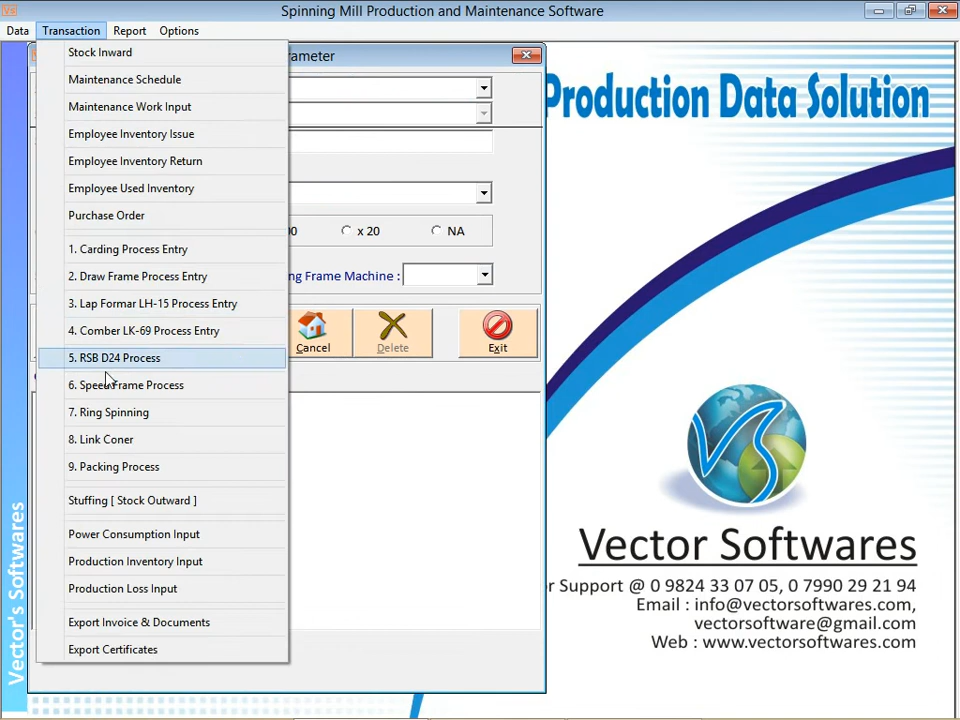 Spinning Mill Production and Maintenance Software
Data Transaction Report Options
Stock Inward
Maintenance Schedule
Maintenance Work Input
Employee Inventory Issue
Employee Inventory Return
Employee Used Inventory
Purchase Order
1. Carding Process Entry
2. Draw Frame Process Entry
3. Lap Formar LH-15 Process Entry
4. Comber LK-69 Process Entry
5. RSB D24 Process
6. Speed Frame Process
7. Ring Spinning
8. Link Coner
9. Packing Process
Stuffing [ Stock Outward ]
Power Consumption Input
Production Inventory Input
Production Loss Input
Export Invoice & Documents
Export Certificates
arameter
00 x 20 NA
ng Frame Machine :
Cancel Delete Exit
Production Data Solution
VS
Vector Softwares
or Support @ 0 9824 33 07 05, 0 7990 29 21 94
Email : info@vectorsoftwares.com,
vectorsoftware@gmail.com
Web : www.vectorsoftwares.com
Vector's Softwares